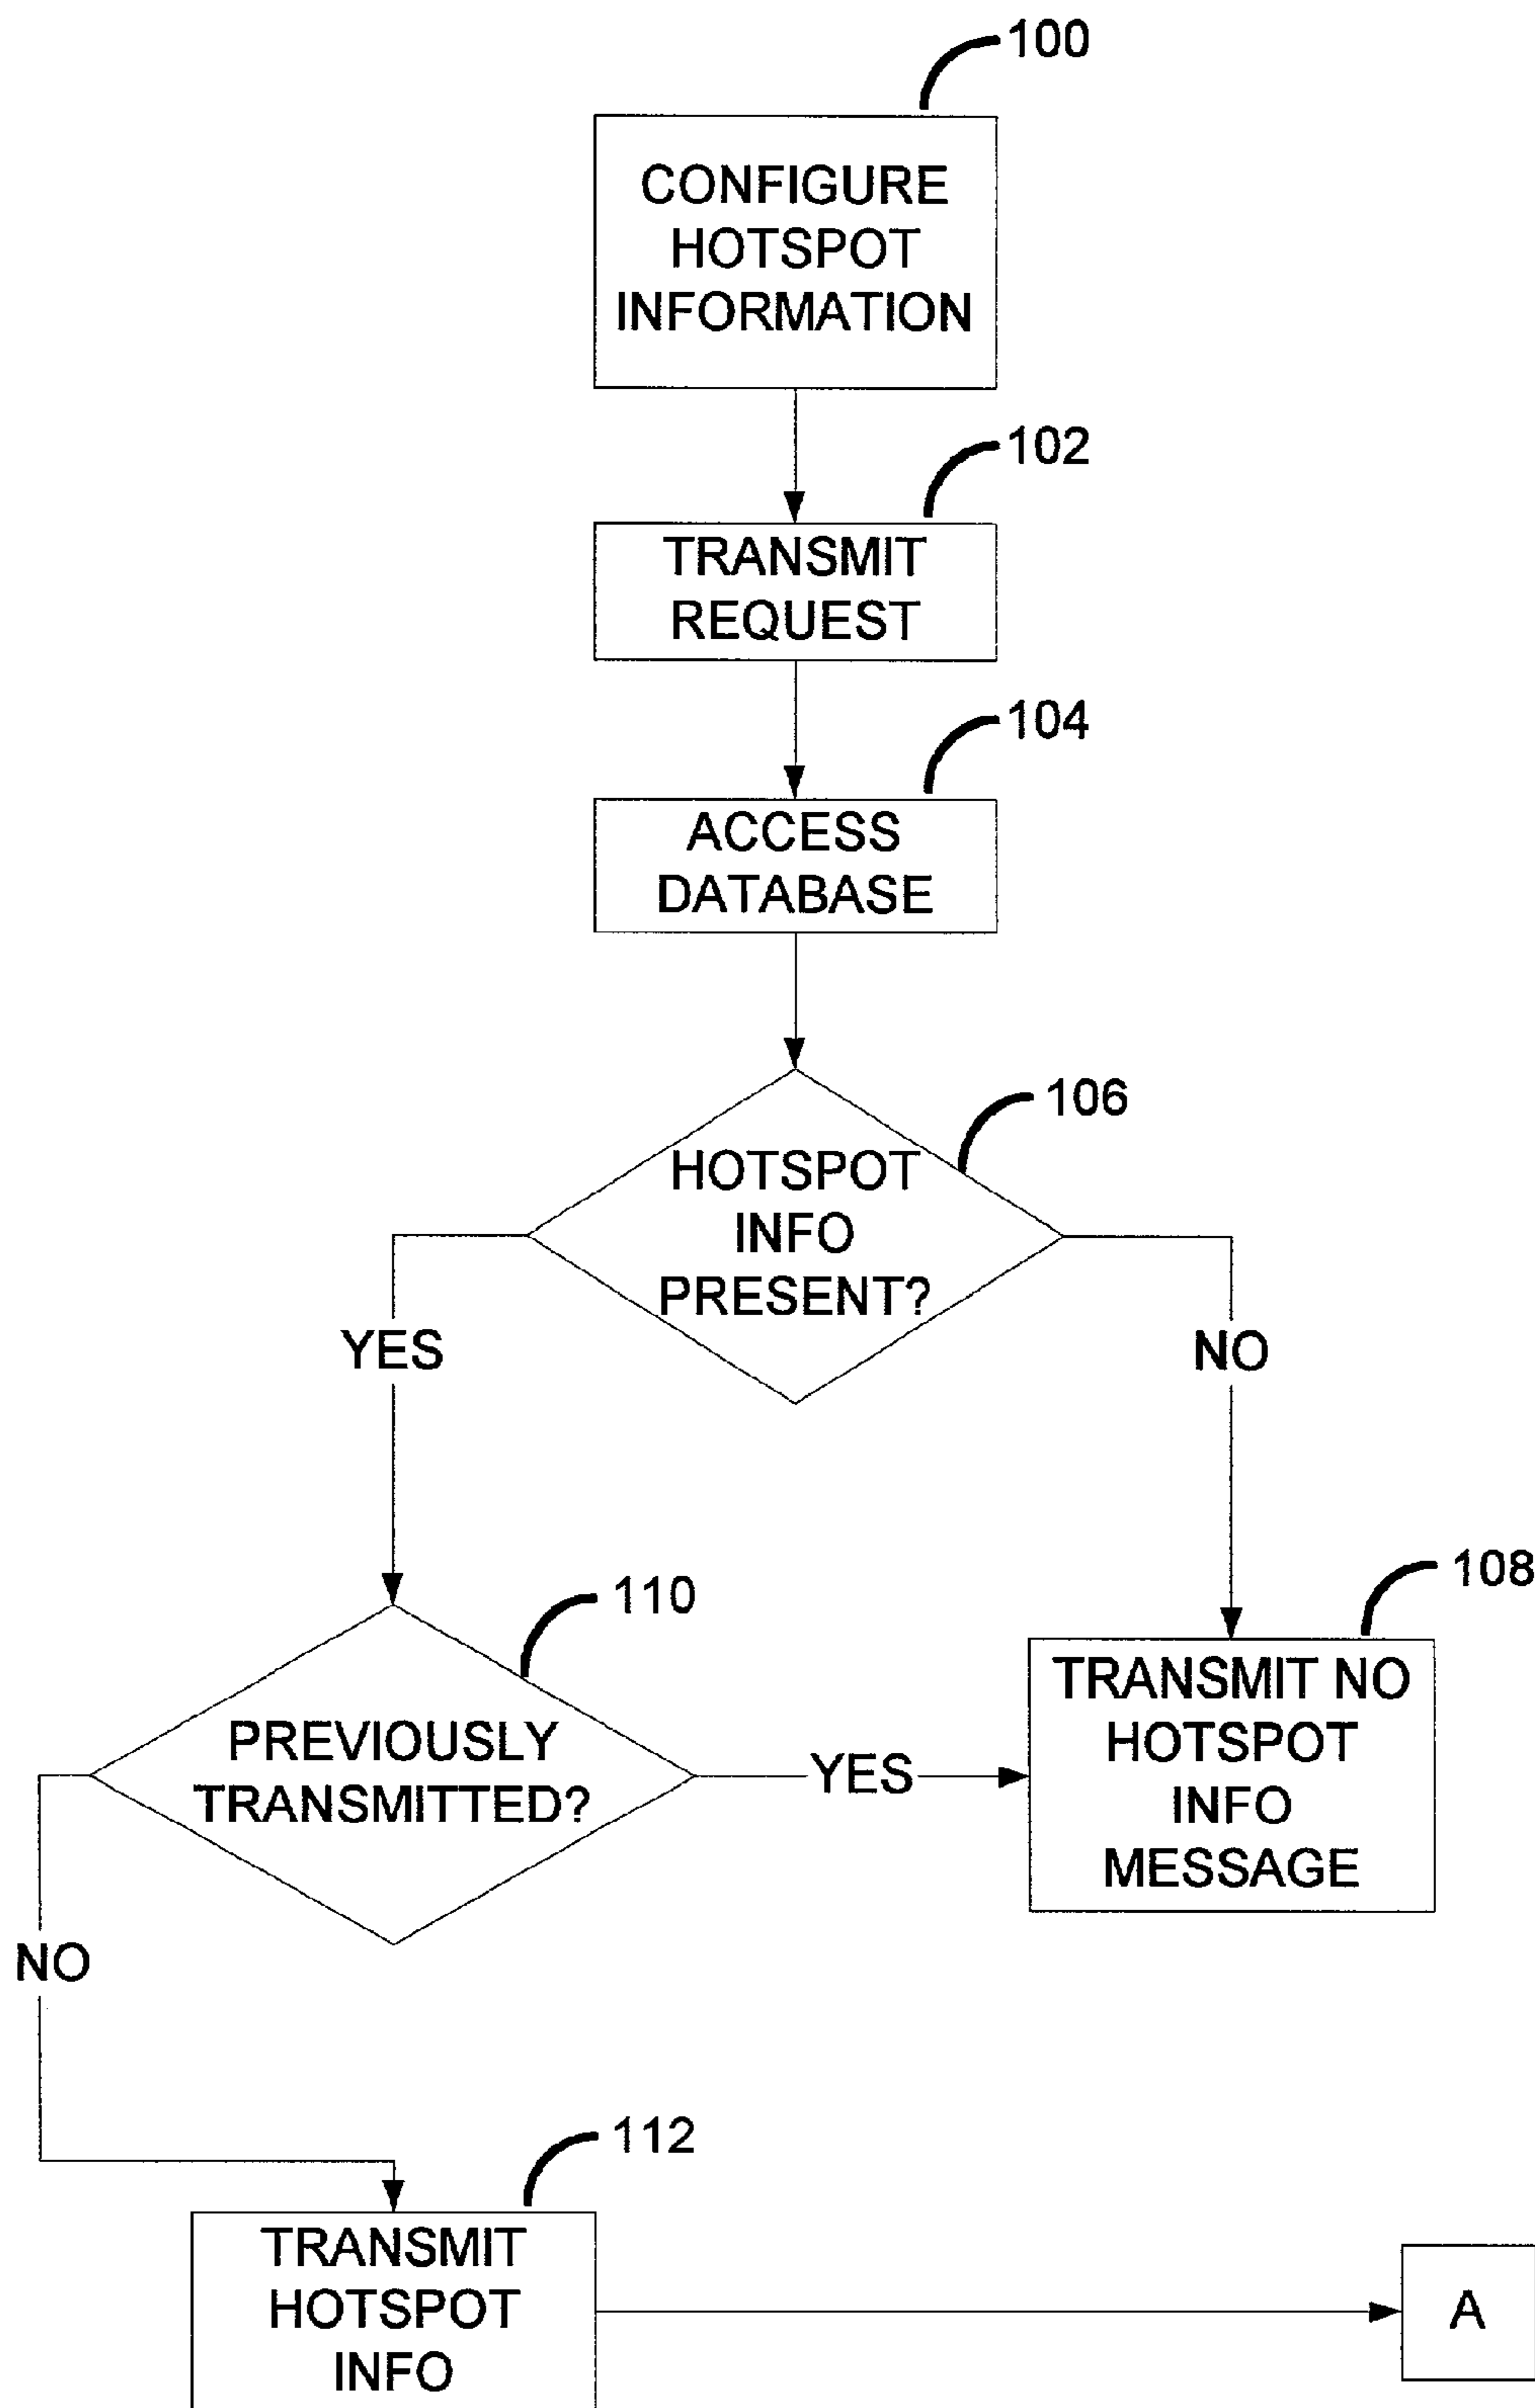 100
CONFIGURE
HOTSPOT
INFORMATION
102
TRANSMIT
REQUEST
104
ACCESS
DATABASE
106
HOTSPOT
INFO
PRESENT?
YES
NO
108
110
TRANSMIT NO
HOTSPOT
INFO
MESSAGE
PREVIOUSLY
TRANSMITTED?
YES
NO
112
TRANSMIT
HOTSPOT
INFO
A